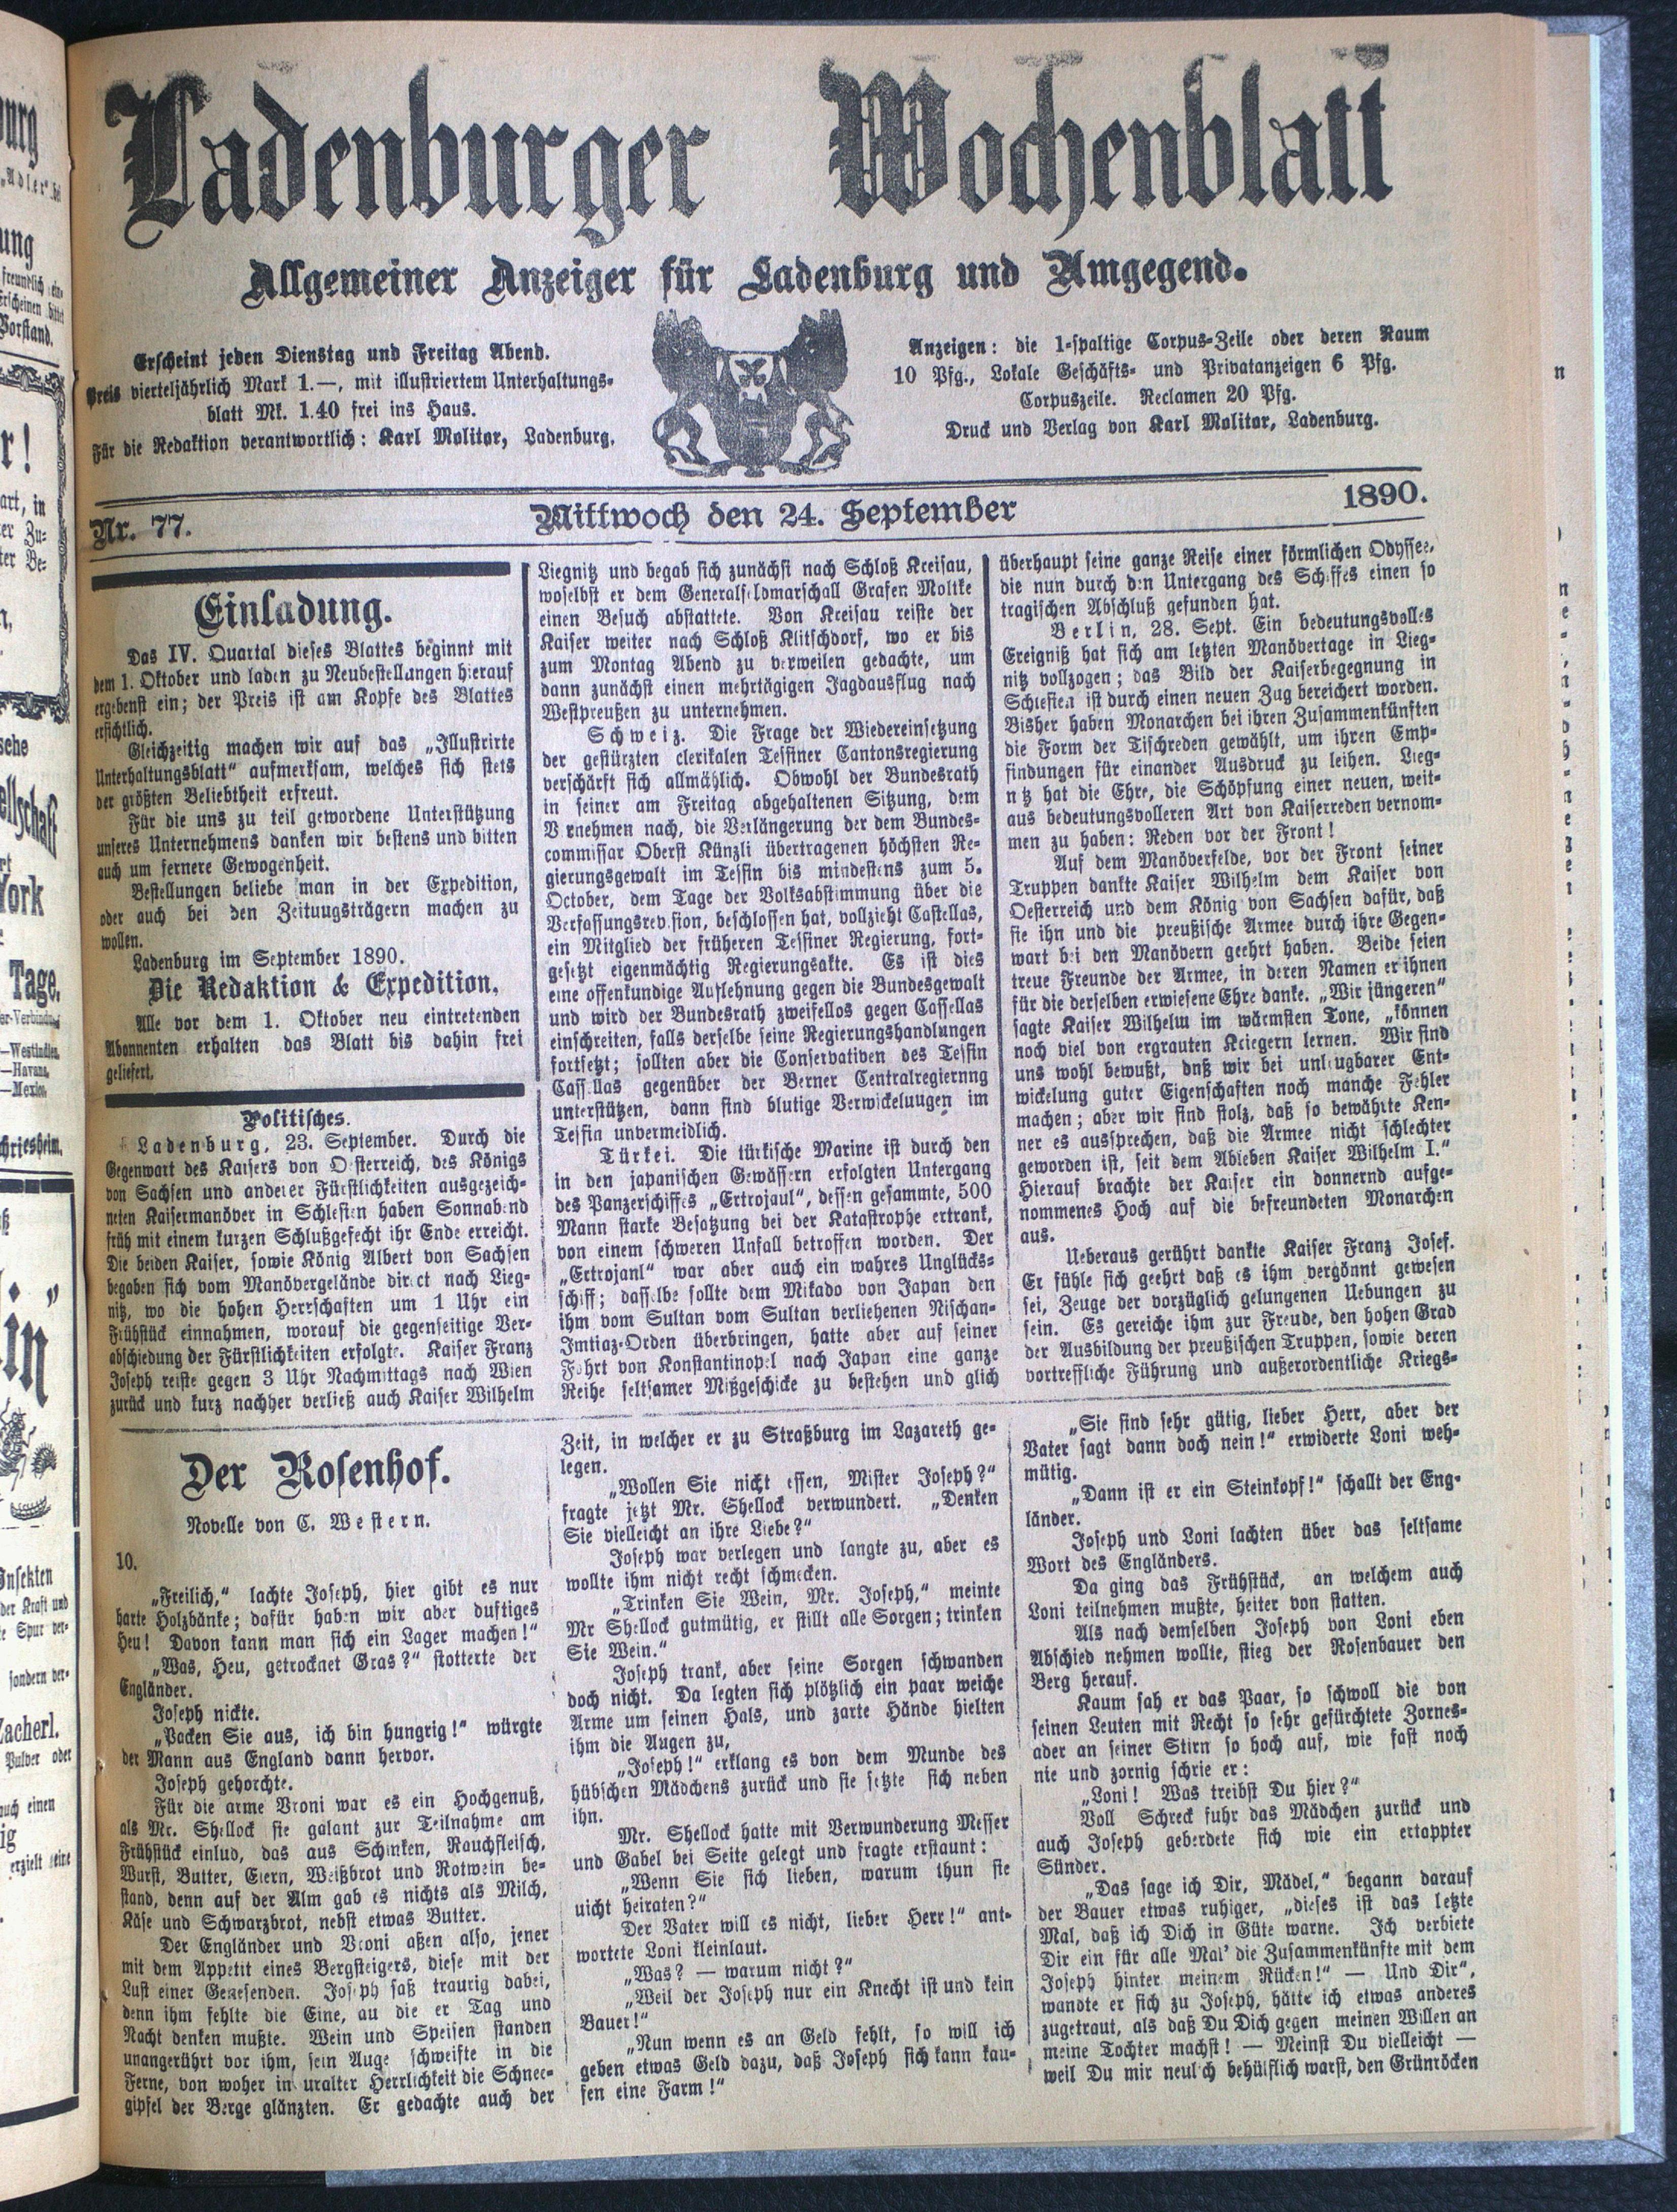 Ladenburger Wochenblatt
Allgemeiner Anzeiger für Ladenburg und Umgegend.
Erscheint jeden Dienstag und Freitag Abend.
Preis vierteljährlich Mark 1.—, mit illustriertem Unterhaltungs-
blatt Mk. 1.40 frei ins Haus.
Für die Redaktion verantwortlich: Karl Molitor, Ladenburg.
Anzeigen: die 1-spaltige Corpus-Zeile oder deren Raum
10 Pfg., Lokale Geschäfts- und Privatanzeigen 6 Pfg.
Corpuszeile. Reclamen 20 Pfg.
Druck und Verlag von Karl Molitor, Ladenburg.
Nr. 77.
Mittwoch den 24. September
1890.
Einladung.
Das IV. Quartal dieses Blattes beginnt mit
dem 1. Oktober und laden zu Neubestellungen hierauf
ergebenst ein; der Preis ist am Kopfe des Blattes
ersichtlich.
Gleichzeitig machen wir auf das „Illustrirte
Unterhaltungsblatt“ aufmerksam, welches sich stets
der größten Beliebtheit erfreut.
Für die uns zu teil gewordene Unterstützung
unseres Unternehmens danken wir bestens und bitten
auch um fernere Gewogenheit.
Bestellungen beliebe man in der Expedition,
oder auch bei den Zeituugsträgern machen zu
wollen.
Ladenburg im September 1890.
Die Redaktion & Expedition.
Alle vor dem 1. Oktober neu eintretenden
Abonnenten erhalten das Blatt bis dahin frei
geliefert.
Politisches.
Ladenburg, 23. September. Durch die
Gegenwart des Kaisers von O sterreich, des Königs
von Sachsen und anderer Fürstlichkeiten ausgezeich-
neten Kaisermanöver in Schlesien haben Sonnabend
früh mit einem kurzen Schlußgefecht ihr Ende erreicht.
Die beiden Kaiser, sowie König Albert von Sachsen
begaben sich vom Manövergelände direct nach Lieg-
nitz, wo die hohen Herrschaften um 1 Uhr ein
Frühstück einnahmen, worauf die gegenseitige Ver-
abschiedung der Fürstlichkeiten erfolgte. Kaiser Franz
Joseph reiste gegen 3 Uhr Nachmittags nach Wien
zurück und kurz nachher verließ auch Kaiser Wilhelm
Liegnitz und begab sich zunächst nach Schloß Kreisau,
woselbst er dem Generalfeldmarschall Grafen Moltke
einen Besuch abstattete. Von Kreisau reiste der
Kaiser weiter nach Schloß Klitschdorf, wo er bis
zum Montag Abend zu verweilen gedachte, um
dann zunächst einen mehrtägigen Jagdausflug nach
Westpreußen zu unternehmen.
Schweiz. Die Frage der Wiedereinsetzung
der gestürzten clerikalen Tessiner Cantonsregierung
verschärft sich allmählich. Obwohl der Bundesrath
in seiner am Freitag abgehaltenen Sitzung, dem
V rnehmen nach, die Verlängerung der dem Bundes-
commissar Oberst Künzli übertragenen höchsten Re-
gierungsgewalt im Tessin bis mindestens zum 5.
October, dem Tage der Volksabstimmung über die
Verfassungsrevision, beschlossen hat, vollzieht Castellas,
ein Mitglied der früheren Tessiner Regierung, fort-
gesetzt eigenmächtig Regierungsakte. Es ist dies
eine offenkundige Auflehnung gegen die Bundesgewalt
und wird der Bundesrath zweifellos gegen Cassellas
einschreiten, falls derselbe seine Regierungshandlungen
fortsetzt; sollten aber die Conservativen des Tessin
Cassellas gegenüber der Berner Centralregiernng
unterstützen, dann sind blutige Verwickeluugen im
Tessin unvermeidlich.
Türkei. Die türkische Marine ist durch den
in den japanischen Gewässern erfolgten Untergang
des Panzerschiffes „Ertrojaul“, dessen gesammte, 500
Mann starke Besatzung bei der Katastrophe ertrank,
von einem schweren Unfall betroffen worden. Der
„Ertrojanl“ war aber auch ein wahres Unglücks-
schiff; dasselbe sollte dem Mikado von Japan den
ihm vom Sultan vom Sultan verliehenen Nischan-
Imtiaz-Orden überbringen, hatte aber auf seiner
Fahrt von Konstantinopel nach Japan eine ganze
Reihe seltsamer Mißgeschicke zu bestehen und glich
überhaupt seine ganze Reise einer förmlichen Odyssee,
die nun durch den Untergang des Schiffes einen so
tragischen Abschluß gefunden hat.
Berlin, 28. Sept. Ein bedeutungsvolles
Ereigniß hat sich am letzten Manövertage in Lieg-
nitz vollzogen; das Bild der Kaiserbegegnung in
Schlesien ist durch einen neuen Zug bereichert worden.
Bisher haben Monarchen bei ihren Zusammenkünften
die Form der Tischreden gewählt, um ihren Emp-
findungen für einander Ausdruck zu leihen. Lieg-
n tz hat die Ehre, die Schöpfung einer neuen, weit-
aus bedeutungsvolleren Art von Kaiserreden vernom-
men zu haben: Reden vor der Front!
Auf dem Manöverfelde, vor der Front seiner
Truppen dankte Kaiser Wilhelm dem Kaiser von
Oesterreich und dem König von Sachsen dafür, daß
sie ihn und die preußische Armee durch ihre Gegen-
wart bei den Manövern geehrt haben. Beide seien
treue Freunde der Armee, in deren Namen er ihnen
für die derselben erwiesene Ehre danke. „Wir jüngeren“
sagte Kaiser Wilhelm im wärmsten Tone, „können
noch viel von ergrauten Kriegern lernen. Wir sind
uns wohl bewußt, dnß wir bei unleugbarer Ent-
wickelung guter Eigenschaften noch manche Fehler
machen; aber wir sind stolz, daß so bewährte Ken-
ner es aussprechen, daß die Armee nicht schlechter
geworden ist, seit dem Ableben Kaiser Wilhelm I.“
Hierauf brachte der Kaiser ein donnernd aufge-
nommenes Hoch auf die befreundeten Monarchen
aus.
Ueberaus gerührt dankte Kaiser Franz Josef.
Er fühle sich geehrt daß es ihm vergönnt gewesen
sei, Zeuge der vorzüglich gelungenen Uebungen zu
sein. Es gereiche ihm zur Freude, den hohen Grad
der Ausbildung der preußischen Truppen, sowie deren
vortreffliche Führung und außerordentliche Kriegs-
Der Rosenhof.
Novelle von C. Western.
10.
„Freilich,“ lachte Joseph, hier gibt es nur
harte Holzbänke; dafür haben wir aber duftiges
Heu! Davon kann man sich ein Lager machen!“
„Was, Heu, getrocknet Gras?“ stotterte der
Engländer.
Joseph nickte.
„Packen Sie aus, ich bin hungrig!“ würgte
der Mann aus England dann hervor.
Joseph gehorchte.
Für die arme Vroni war es ein Hochgenuß,
als Mr. Shellock sie galant zur Teilnahme am
Frühstück einlud, das aus Schinken, Rauchfleisch,
Wurst, Butter, Eiern, Weißbrot und Rotwein be-
stand, denn auf der Alm gab es nichts als Milch,
Käse und Schwarzbrot, nebst etwas Butter.
Der Engländer und Vroni aßen also, jener
mit dem Appetit eines Bergsteigers, diese mit der
Lust einer Genesenden. Joseph saß traurig dabei,
denn ihm fehlte die Eine, au die er Tag und
Nacht denken mußte. Wein und Speisen standen
unangerührt vor ihm, sein Auge schweifte in die
Ferne, von woher in uralter Herrlichkeit die Schnee-
gipfel der Berge glänzten. Er gedachte auch der
Zeit, in welcher er zu Straßburg im Lazareth ge-
legen.
„Wollen Sie nicht essen, Mister Joseph?“
fragte jetzt Mr. Shellock verwundert. „Denken
Sie vielleicht an ihre Liebe?“
Joseph war verlegen und langte zu, aber es
wollte ihm nicht recht schmecken.
„Trinken Sie Wein, Mr. Joseph,“ meinte
Mr Shellock gutmütig, er stillt alle Sorgen; trinken
Sie Wein.“
Joseph trank, aber seine Sorgen schwanden
doch nicht. Da legten sich plötzlich ein paar weiche
Arme um seinen Hals, und zarte Hände hielten
ihm die Augen zu,
„Joseph!“ erklang es von dem Munde des
hübschen Mädchens zurück und sie setzte sich neben
ihn.
Mr. Shellock hatte mit Verwunderung Messer
und Gabel bei Seite gelegt und fragte erstaunt:
„Wenn Sie sich lieben, warum thun sie
uicht heiraten?“
Der Vater will es nicht, lieber Herr!“ ant-
wortete Loni kleinlaut.
„Was? — warum nicht?“
„Weil der Joseph nur ein Knecht ist und kein
Bauer!“
„Nun wenn es an Geld fehlt, so will ich
geben etwas Geld dazu, daß Joseph sich kann kau-
fen eine Farm!“
„Sie sind sehr gütig, lieber Herr, aber der
Vater sagt dann doch nein!“ erwiderte Loni weh-
mütig.
„Dann ist er ein Steinkopf!“ schallt der Eng-
länder.
Joseph und Loni lachten über das seltsame
Wort des Engländers.
Da ging das Frühstück, an welchem auch
Loni teilnehmen mußte, heiter von statten.
Als nach demselben Joseph von Loni eben
Abschied nehmen wollte, stieg der Rosenbauer den
Berg herauf.
Kaum sah er das Paar, so schwoll die von
seinen Leuten mit Recht so sehr gefürchtete Zornes-
ader an seiner Stirn so hoch auf, wie fast noch
nie und zornig schrie er:
„Loni! Was treibst Du hier?“
Voll Schreck fuhr das Mädchen zurück und
auch Joseph geberdete sich wie ein ertappter
Sünder.
„Das sage ich Dir, Mädel,“ begann darauf
der Bauer etwas ruhiger, „dieses ist das letzte
Mal, daß ich Dich in Güte warne. Ich verbiete
Dir ein für alle Mal' die Zusammenkünfte mit dem
Joseph hinter meinem Rücken!“ — Und Dir“,
wandte er sich zu Joseph, hätte ich etwas anderes
zugetraut, als daß Du Dich gegen meinen Willen an
meine Tochter machst! — Meinst Du vielleicht —
weil Du mir neulich behülflich warst, den Grünröcken